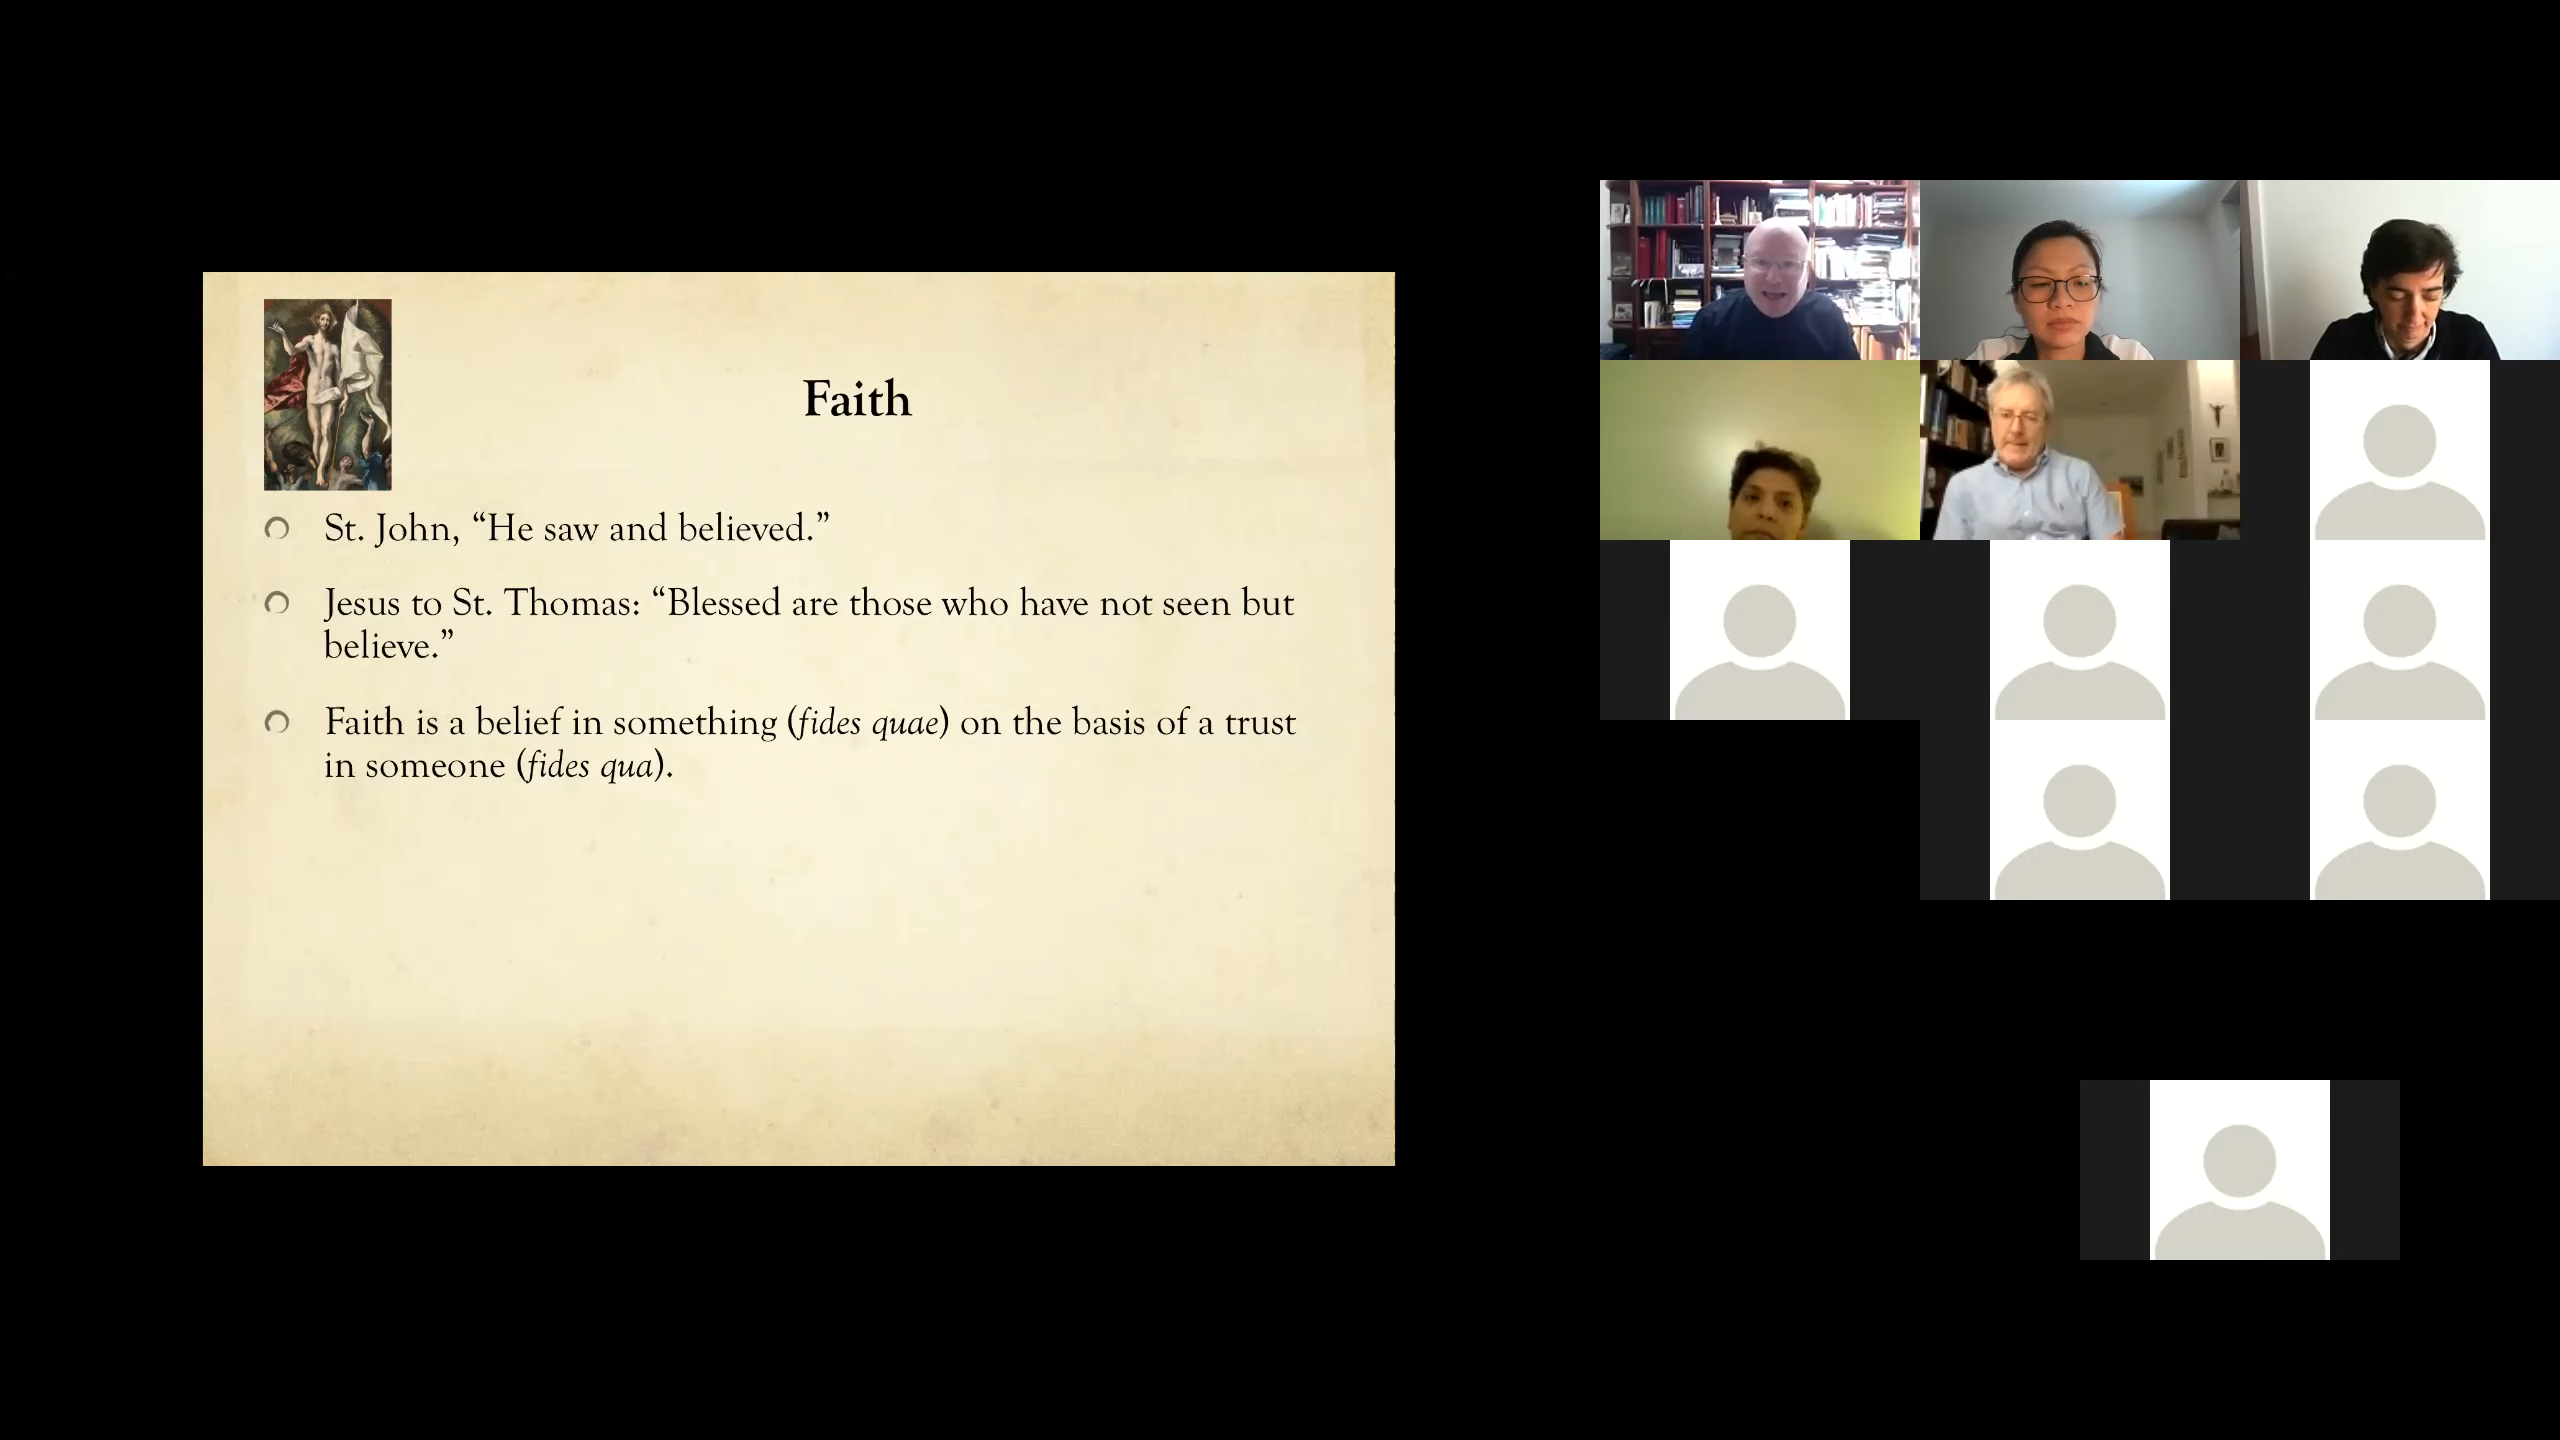 Faith
St. John, “He saw and believed.”
Jesus to St. Thomas: “Blessed are those who have not seen but
believe.”
Faith is a belief in something (fides quae) on the basis of a trust
in someone (fides qua).